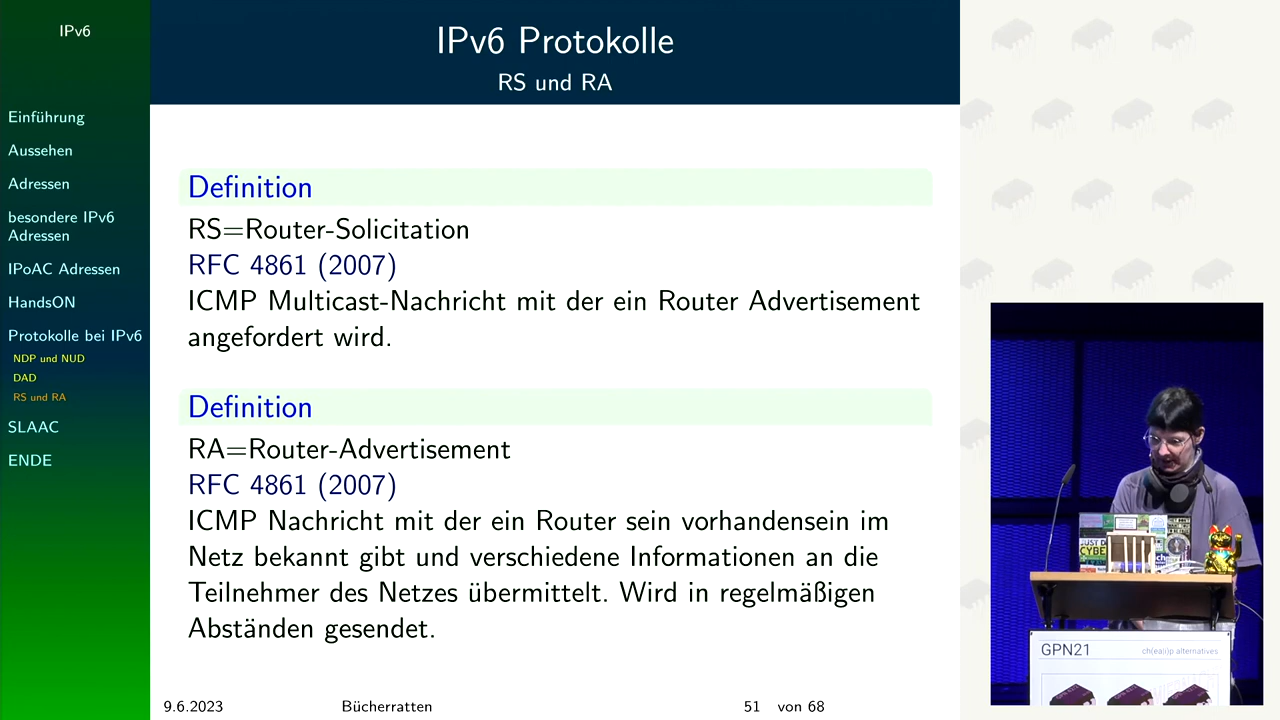 IPv6
Einführung
Aussehen
Adressen
besondere IPv6
Adressen
IPoAC Adressen
HandsON
Protokolle bei IPv6
NDP und NUD
DAD
RS und RA
SLAAC
ENDE
IPv6 Protokolle
RS und RA
Definition
RS=Router-Solicitation
RFC 4861 (2007)
ICMP Multicast-Nachricht mit der ein Router Advertisement
angefordert wird.
Definition
RA=Router-Advertisement
RFC 4861 (2007)
ICMP Nachricht mit der ein Router sein vorhandensein im
Netz bekannt gibt und verschiedene Informationen an die
Teilnehmer des Netzes übermittelt. Wird in regelmäßigen
Abständen gesendet.
9.6.2023 Bücherratten 51 von 68
CYBER
GPN21 ch(ea(i)p alternatives